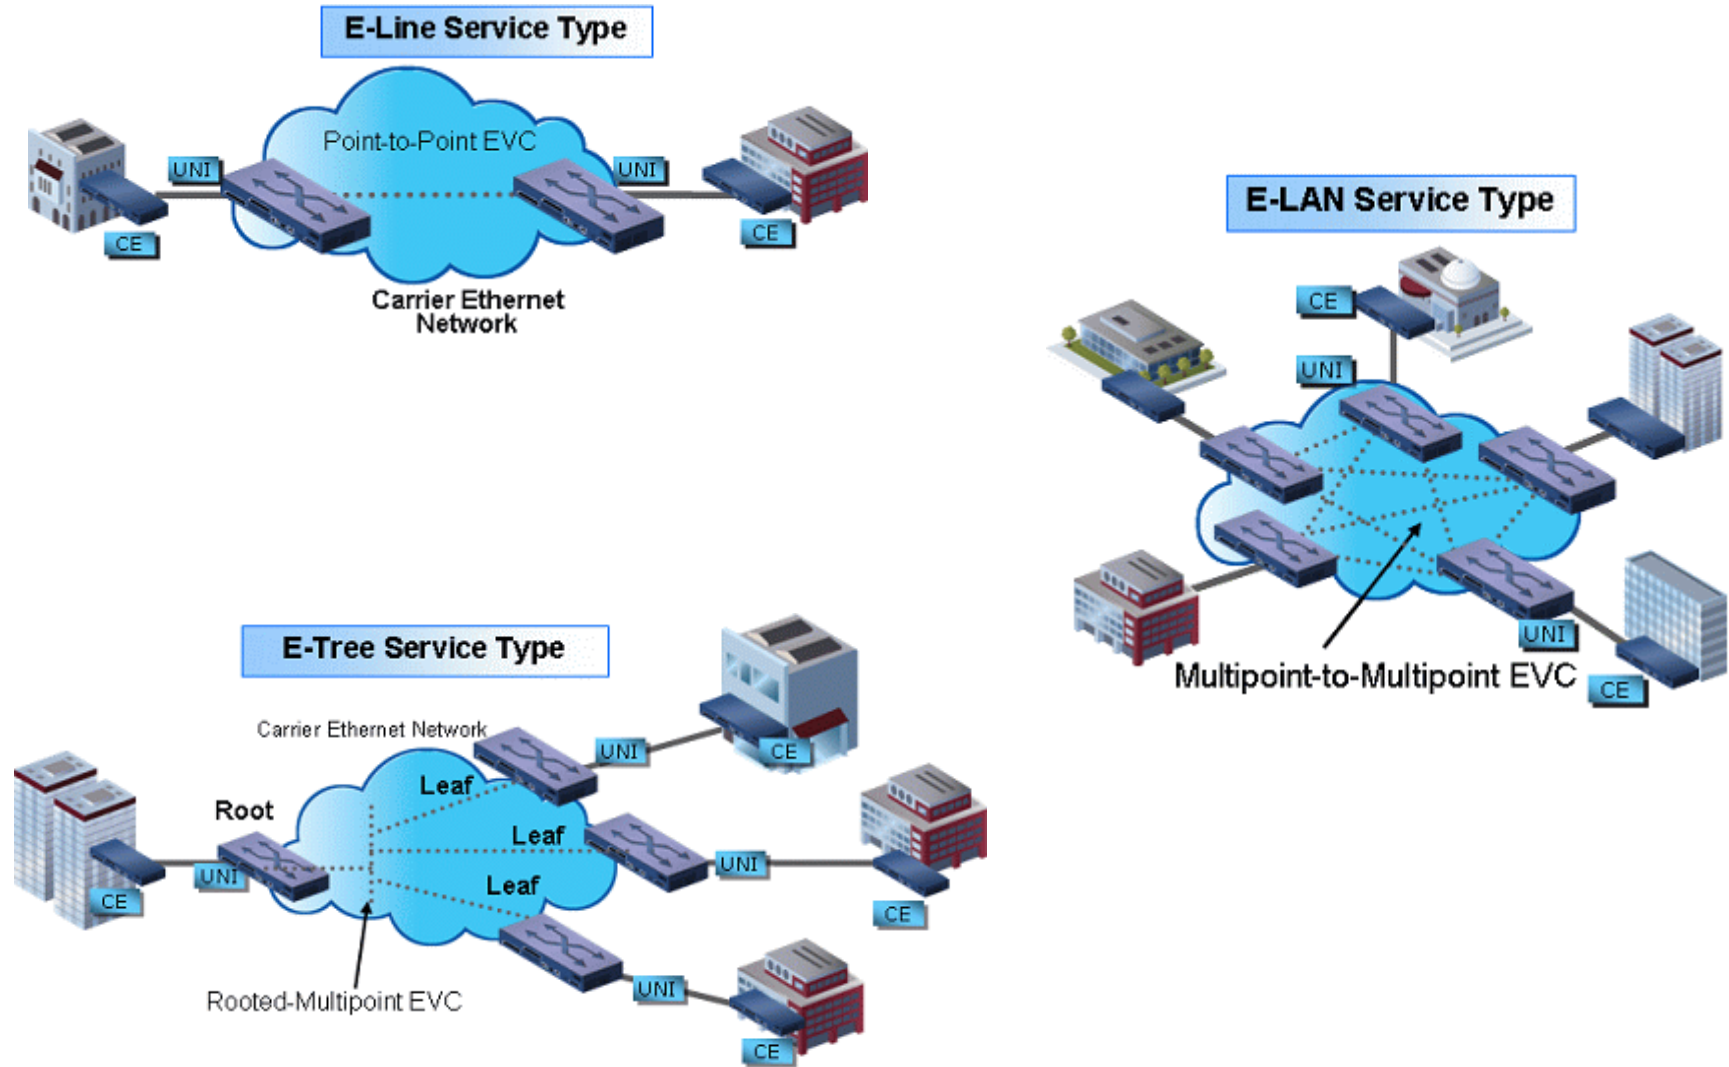 E-Line Service Type
Point-to-Point EVC
UNI
UNI
CE
CE
Carrier Ethernet
Network
E-LAN Service Type
CE
UNI
UNI
Multipoint-to-Multipoint EVC
CE
E-Tree Service Type
Carrier Ethernet Network
UNI
CE
Leaf
Root
Leaf
UNI
UNI
Leaf
CE
CE
UNI
Rooted-Multipoint EVC
CE